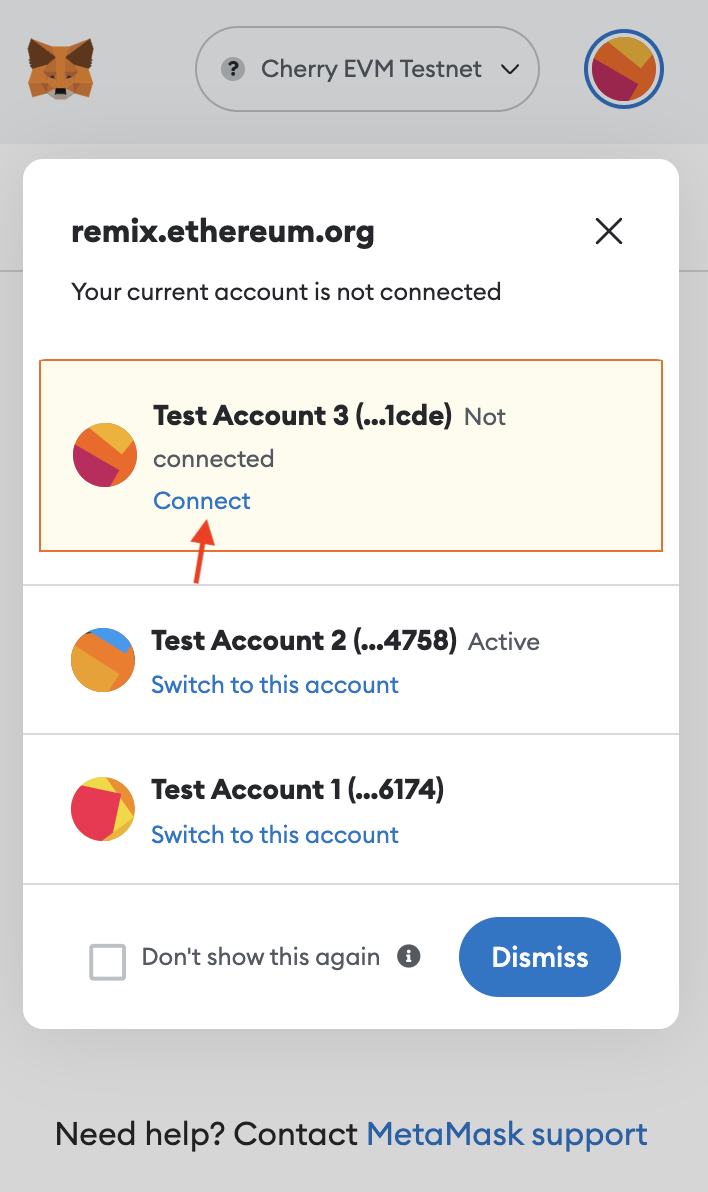 ? Cherry EVM Testnet
remix.ethereum.org
Your current account is not connected
Test Account 3 (...1cde) Not
connected
Connect
Test Account 2 (...4758) Active
Switch to this account
Test Account 1 (...6174)
Switch to this account
Don't show this again i Dismiss
Need help? Contact MetaMask support